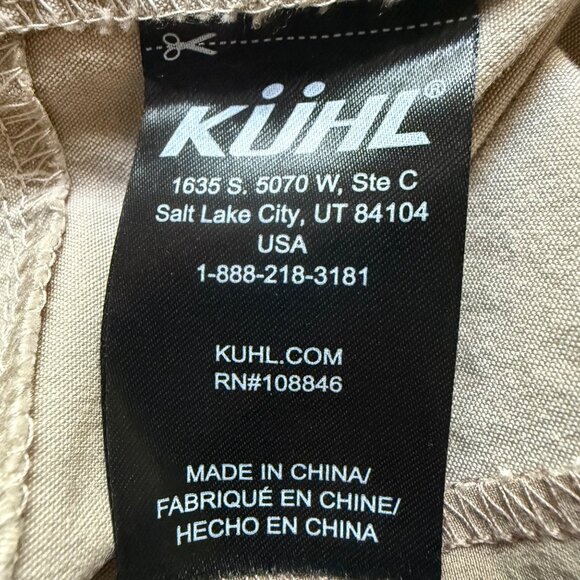 KÜHL®
1635 S. 5070 W, Ste C
Salt Lake City, UT 84104
USA
1-888-218-3181
KUHL.COM
RN#108846
MADE IN CHINA/
FABRIQUÉ EN CHINE/
HECHO EN CHINA